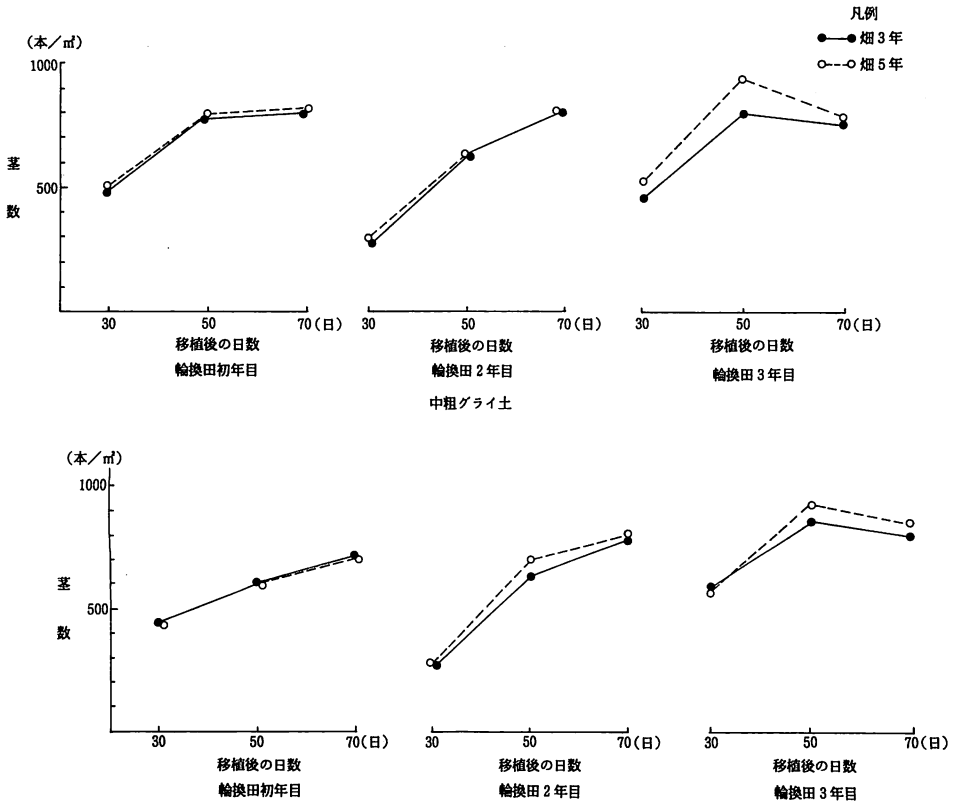 凡例
●—●畑3年
○--○畑5年
(本/㎡)
1000
500
茎
数
30 50 70(日)
移植後の日数
輪換田初年目
30 50 70(日)
移植後の日数
輪換田2年目
30 50 70(日)
移植後の日数
輪換田3年目
中粗グライ土
(本/㎡)
1000
500
茎
数
30 50 70(日)
移植後の日数
輪換田初年目
30 50 70(日)
移植後の日数
輪換田2年目
30 50 70(日)
移植後の日数
輪換田3年目